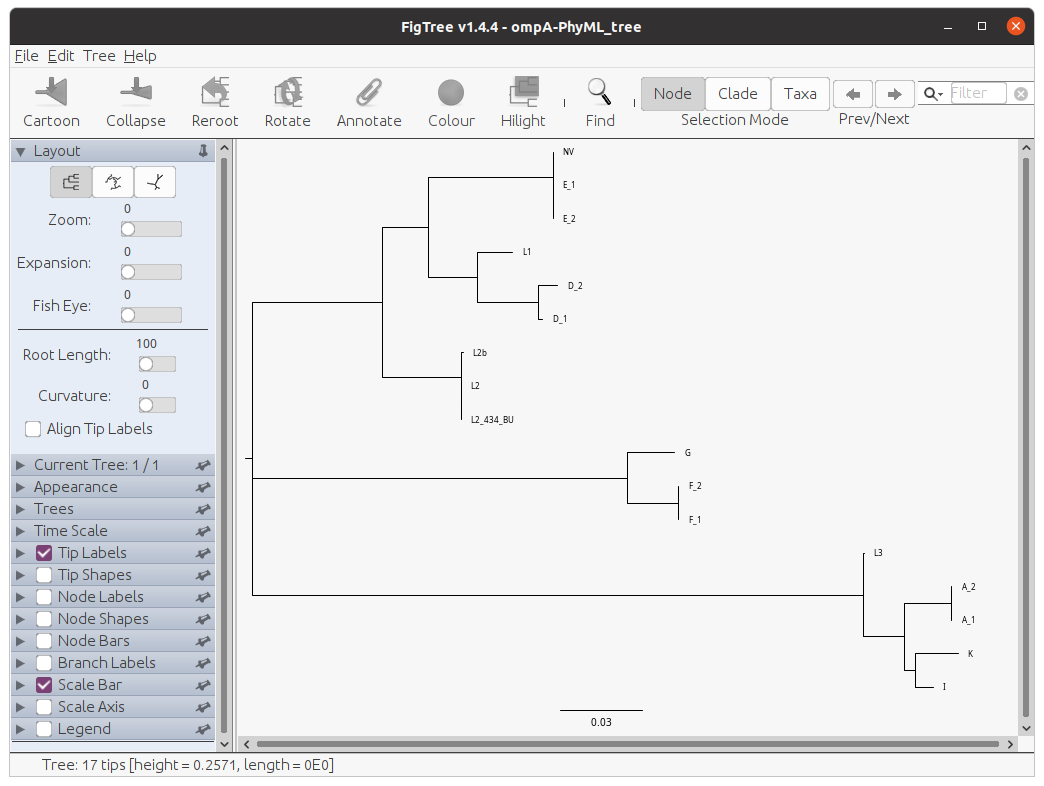 FigTree v1.4.4 - ompA-PhyML_tree
File Edit Tree Help
Cartoon Collapse Reroot Rotate Annotate Colour Hilight Find
Node Clade Taxa
Selection Mode
Prev/Next
Filter
Layout
Zoom: 0
Expansion: 0
Fish Eye: 0
Root Length: 100
Curvature: 0
Align Tip Labels
Current Tree: 1 / 1
Appearance
Trees
Time Scale
Tip Labels
Tip Shapes
Node Labels
Node Shapes
Node Bars
Branch Labels
Scale Bar
Scale Axis
Legend
NV
E_1
E_2
L1
D_2
D_1
L2b
L2
L2_434_BU
G
F_2
F_1
L3
A_2
A_1
K
I
0.03
Tree: 17 tips [height = 0.2571, length = 0E0]